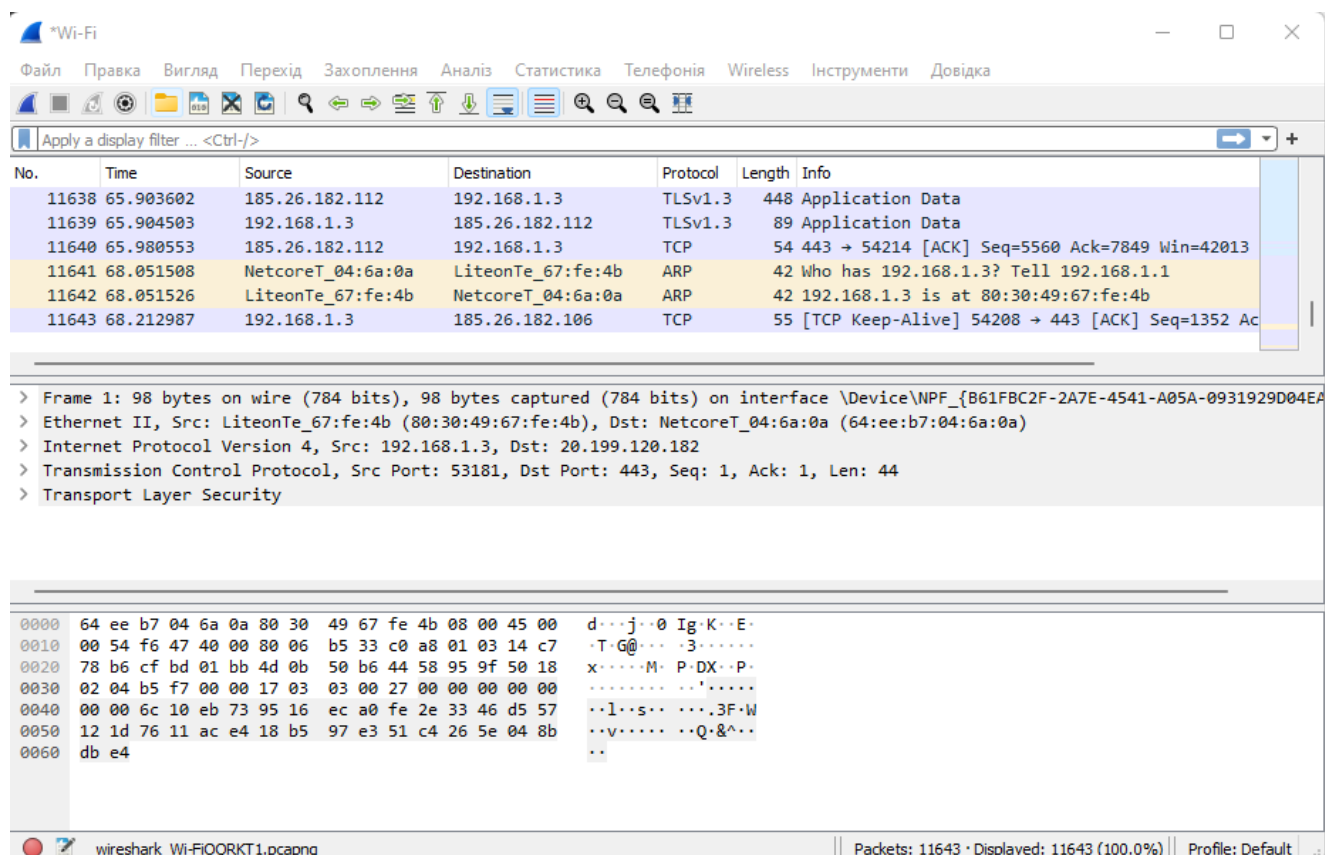 *Wi-Fi
Файл Правка Вигляд Перехід Захоплення Аналіз Статистика Телефонія Wireless Інструменти Довідка
Apply a display filter ... <Ctrl-/>
No. Time Source Destination Protocol Length Info
11638 65.903602 185.26.182.112 192.168.1.3 TLSv1.3 448 Application Data
11639 65.904503 192.168.1.3 185.26.182.112 TLSv1.3 89 Application Data
11640 65.980553 185.26.182.112 192.168.1.3 TCP 54 443 → 54214 [ACK] Seq=5560 Ack=7849 Win=42013
11641 68.051508 NetcoreT_04:6a:0a LiteonTe_67:fe:4b ARP 42 Who has 192.168.1.3? Tell 192.168.1.1
11642 68.051526 LiteonTe_67:fe:4b NetcoreT_04:6a:0a ARP 42 192.168.1.3 is at 80:30:49:67:fe:4b
11643 68.212987 192.168.1.3 185.26.182.106 TCP 55 [TCP Keep-Alive] 54208 → 443 [ACK] Seq=1352 Ac
> Frame 1: 98 bytes on wire (784 bits), 98 bytes captured (784 bits) on interface \Device\NPF_{B61FBC2F-2A7E-4541-A05A-0931929D04EA
> Ethernet II, Src: LiteonTe_67:fe:4b (80:30:49:67:fe:4b), Dst: NetcoreT_04:6a:0a (64:ee:b7:04:6a:0a)
> Internet Protocol Version 4, Src: 192.168.1.3, Dst: 20.199.120.182
> Transmission Control Protocol, Src Port: 53181, Dst Port: 443, Seq: 1, Ack: 1, Len: 44
> Transport Layer Security
0000 64 ee b7 04 6a 0a 80 30 49 67 fe 4b 08 00 45 00 d···j··0 Ig·K··E·
0010 00 54 f6 47 40 00 80 06 b5 33 c0 a8 01 03 14 c7 ·T·G@··· ·3······
0020 78 b6 cf bd 01 bb 4d 0b 50 b6 44 58 95 9f 50 18 x·····M· P·DX··P·
0030 02 04 b5 f7 00 00 17 03 03 00 27 00 00 00 00 00 ········ ··'·····
0040 00 00 6c 10 eb 73 95 16 ec a0 fe 2e 33 46 d5 57 ··l··s·· ···.3F·W
0050 12 1d 76 11 ac e4 18 b5 97 e3 51 c4 26 5e 04 8b ··v····· ··Q·&^··
0060 db e4 ··
wireshark_Wi-FiOORKT1.pcapng Packets: 11643 · Displayed: 11643 (100.0%) Profile: Default